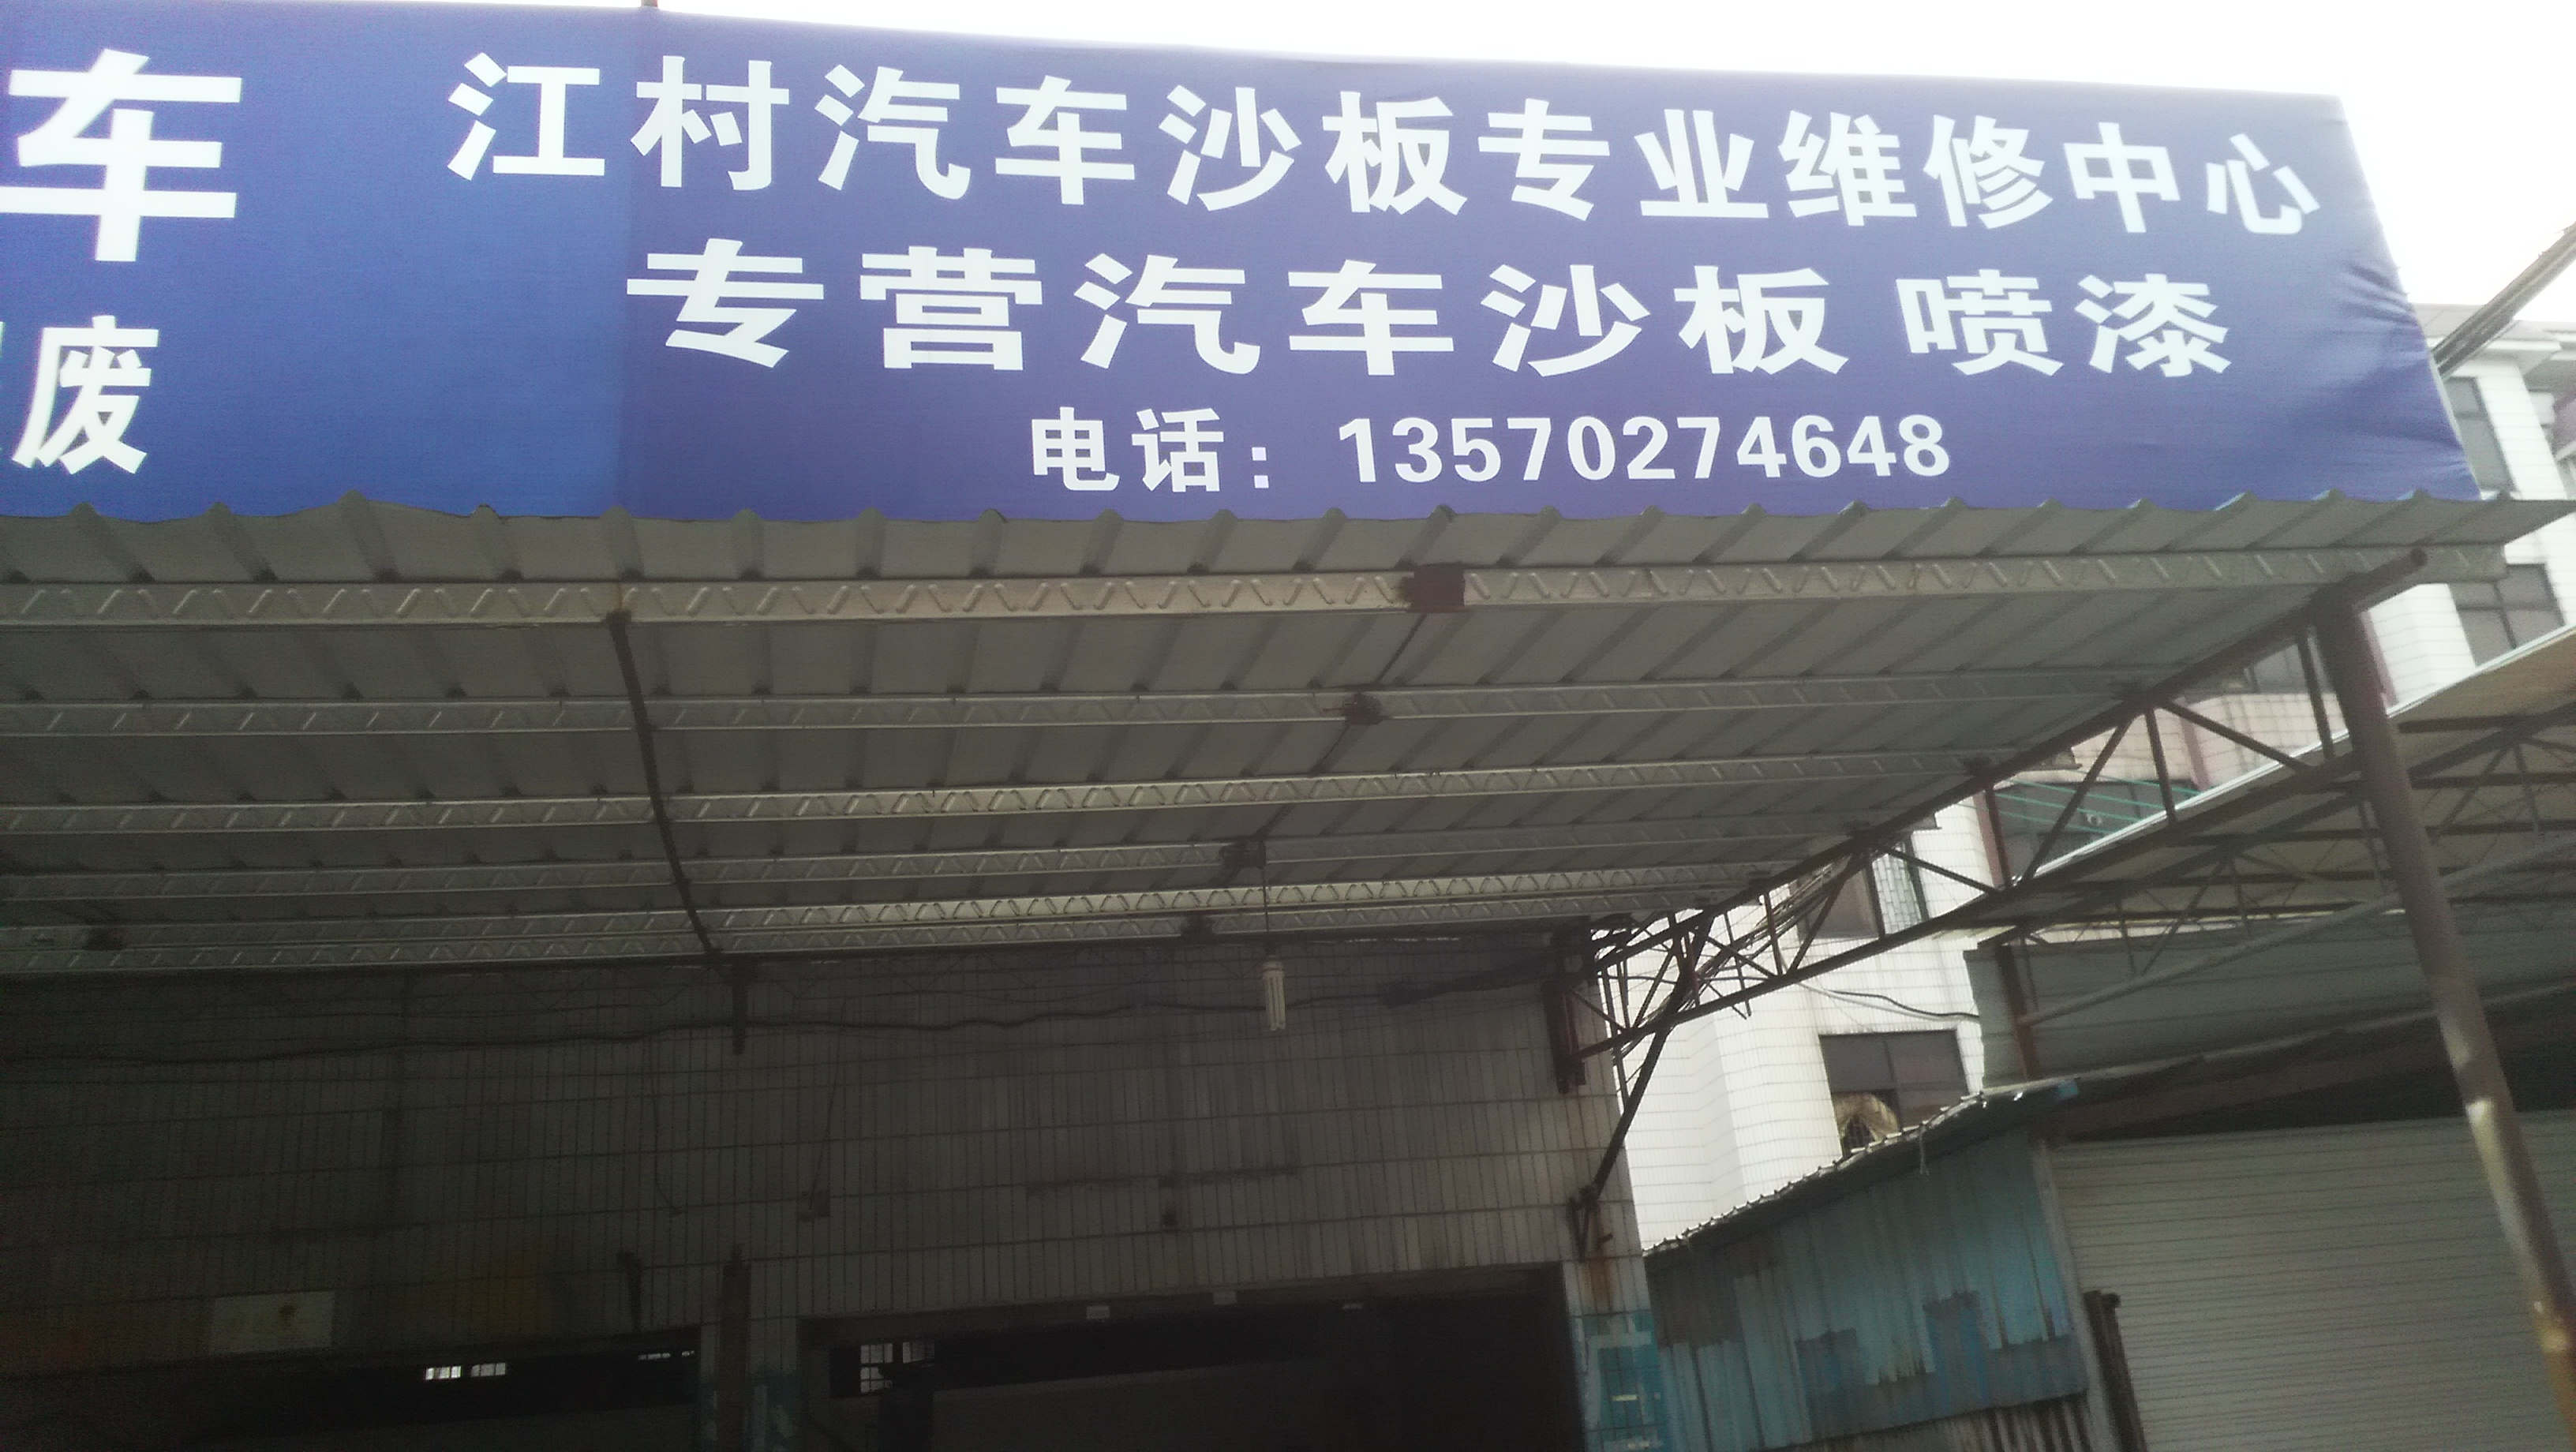 车
废
江村汽车沙板专业维修中心
专营汽车沙板 喷漆
电话：13570274648